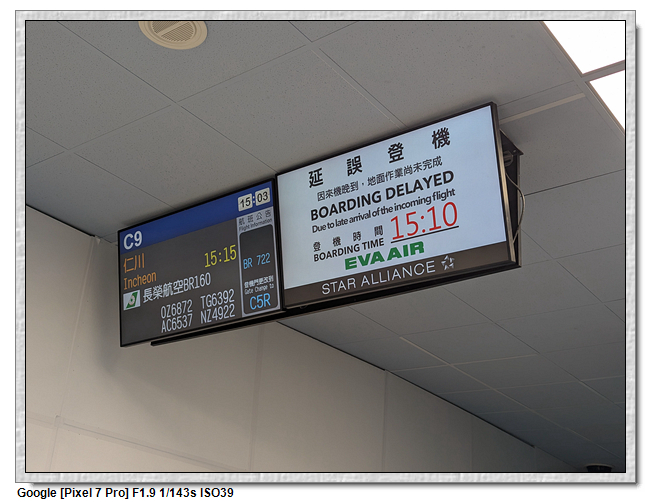 C9
15:03
仁川
Incheon
15:15
長榮航空BR160
OZ6872 TG6392
AC6537 NZ4922
航班公告
Flight Information
BR 722
登機門更改到
Gate Change to
C5R
延誤登機
因來機晚到，地面作業尚未完成
BOARDING DELAYED
Due to late arrival of the incoming flight
登機時間
BOARDING TIME
15:10
EVA AIR
STAR ALLIANCE
Google [Pixel 7 Pro] F1.9 1/143s ISO39